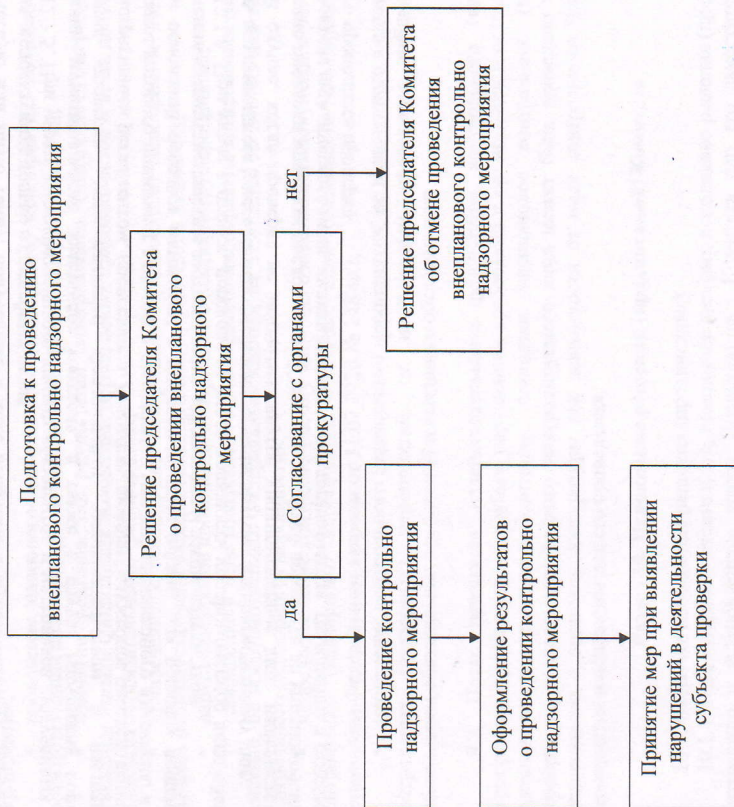 Подготовка к проведению
внепланового контрольно надзорного мероприятия
Решение председателя Комитета
о проведении внепланового
контрольно надзорного
мероприятия
Согласование с органами
прокуратуры
да
нет
Проведение контрольно
надзорного мероприятия
Оформление результатов
о проведении контрольно
надзорного мероприятия
Принятие мер при выявлении
нарушений в деятельности
субъекта проверки
Решение председателя Комитета
об отмене проведения
внепланового контрольно
надзорного мероприятия